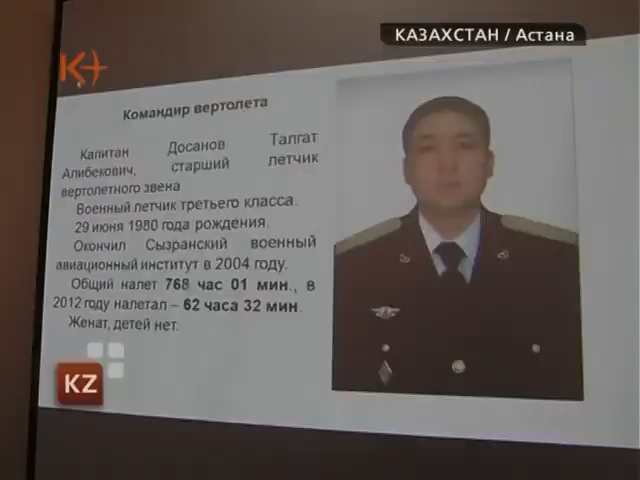 КАЗАХСТАН / Астана
K+
Командир вертолета
Капитан Досанов Талгат
Алибекович, старший летчик
вертолетного звена
Военный летчик третьего класса.
29 июня 1980 года рождения.
Окончил Сызранский военный
авиационный институт в 2004 году.
Общий налет 768 час 01 мин., в
2012 году налетал – 62 часа 32 мин.
Женат, детей нет.
KZ